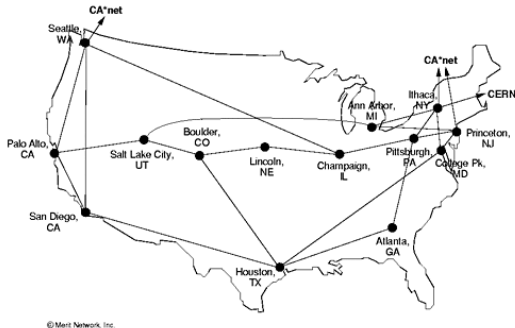 CA*net
Seattle,
WA
CA*net
Ithaca,
NY
CERN
Ann Arbor,
MI
Boulder,
CO
Palo Alto,
CA
Salt Lake City,
UT
Lincoln,
NE
Champaign,
IL
Pittsburgh,
PA
Princeton,
NJ
College Pk,
MD
San Diego,
CA
Atlanta,
GA
Houston,
TX
© Merit Network, Inc.